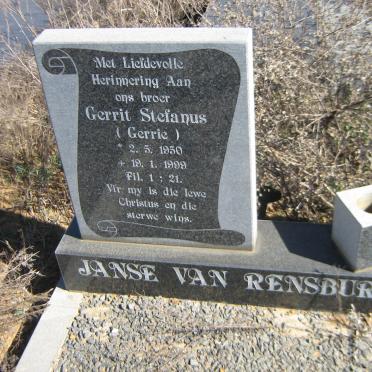 Met Liefdevolle
Herinnering Aan
ons broer
Gerrit Stefanus
( Gerrie )
* 2. 5. 1950
+ 19. 1. 1999
Fil. 1 : 21.
Vir my is die lewe
Christus en die
sterwe wins.
JANSE VAN RENSBUR